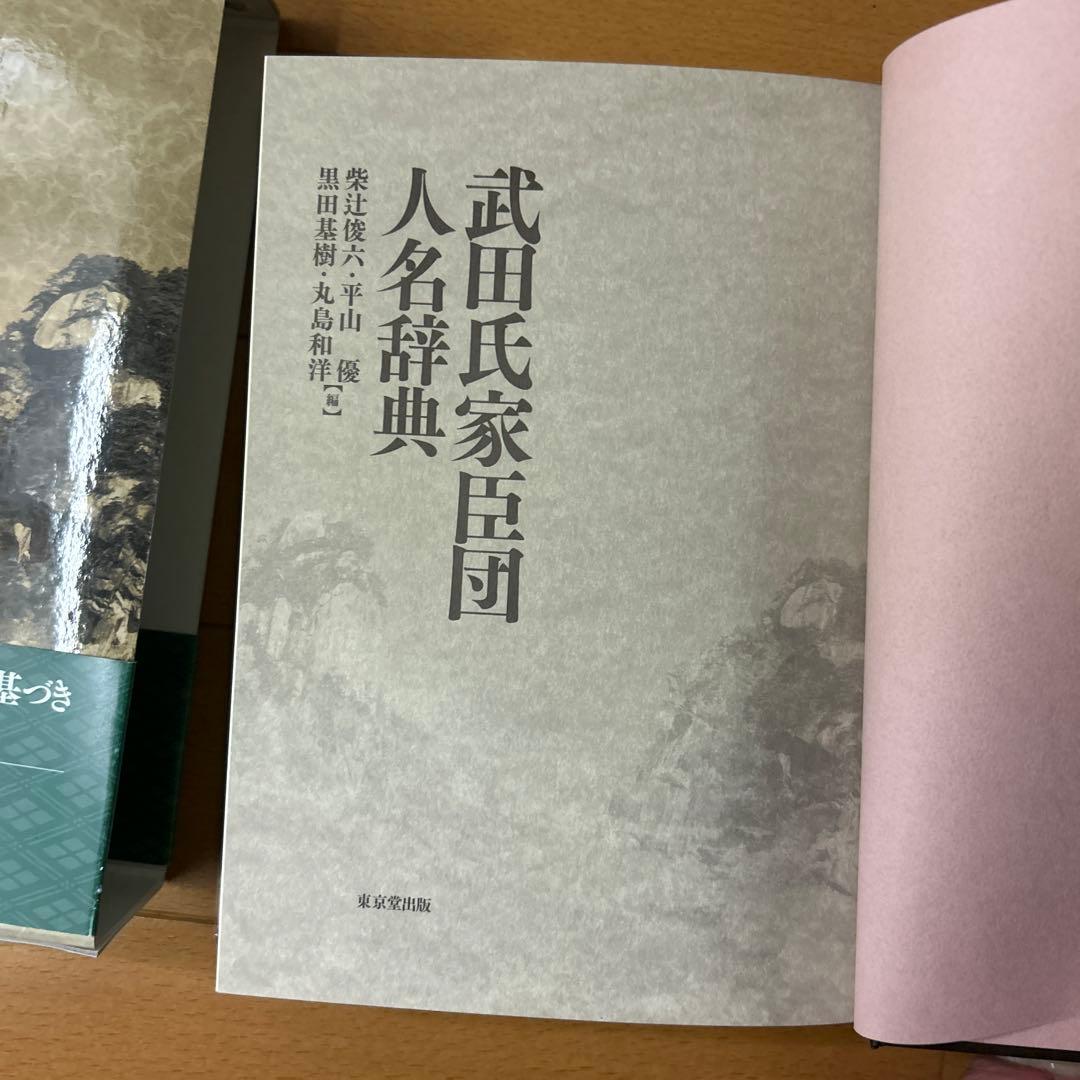 武田氏家臣団
人名辞典
柴辻俊六・平山　優
黒田基樹・丸島和洋【編】
東京堂出版
基づき